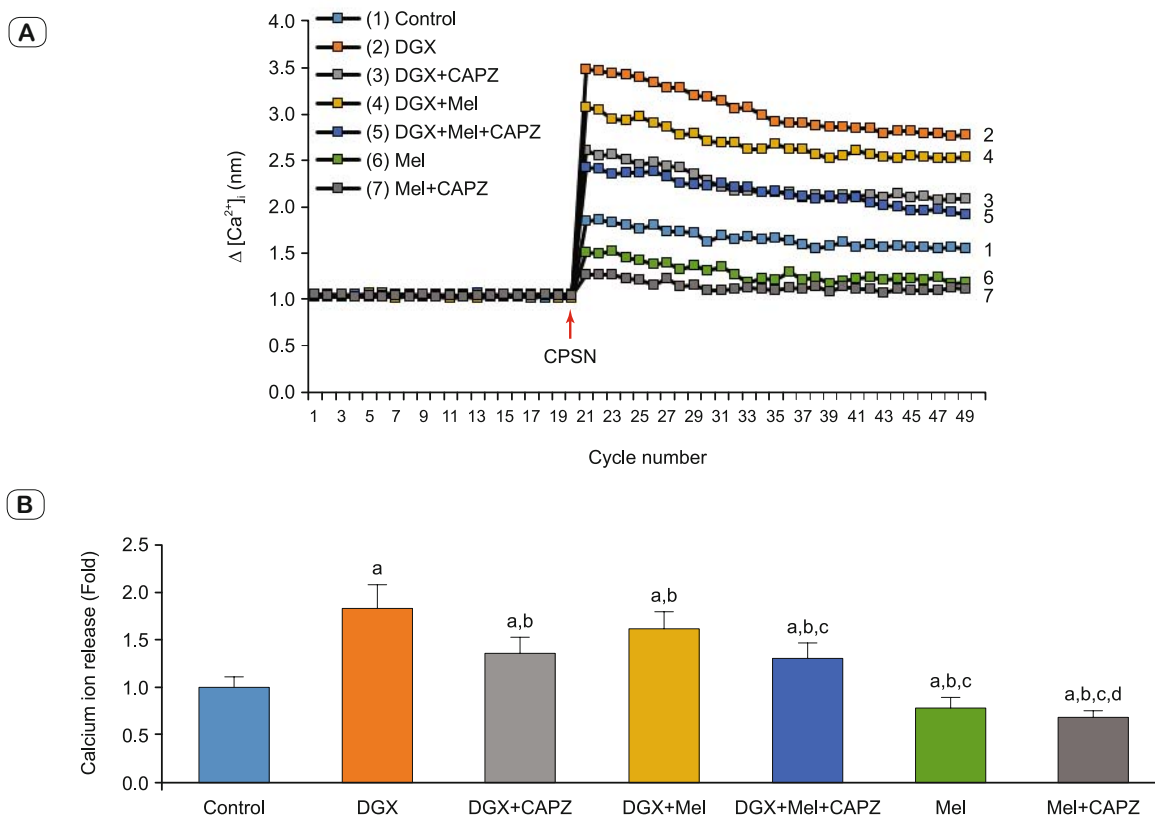 A
4.0
3.5
3.0
2.5
2.0
1.5
1.0
0.5
0.0
Δ [Ca²⁺]ᵢ (nm)
(1) Control
(2) DGX
(3) DGX+CAPZ
(4) DGX+Mel
(5) DGX+Mel+CAPZ
(6) Mel
(7) Mel+CAPZ
2
4
3
5
1
6
7
CPSN
1 3 5 7 9 11 13 15 17 19 21 23 25 27 29 31 33 35 37 39 41 43 45 47 49
Cycle number
B
2.5
2.0
1.5
1.0
0.5
0.0
Calcium ion release (Fold)
a
a,b
a,b
a,b,c
a,b,c
a,b,c,d
Control DGX DGX+CAPZ DGX+Mel DGX+Mel+CAPZ Mel Mel+CAPZ